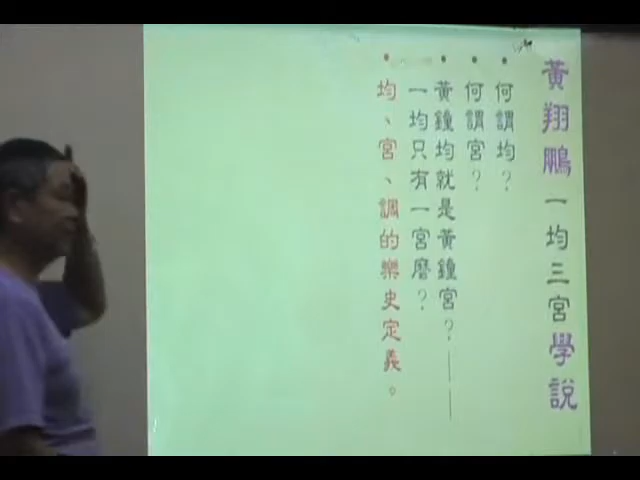 黃翔鵬一均三宮學說
何謂均？
何謂宮？
黃鐘均就是黃鐘宮？——
一均只有一宮麼？
均、宮、調的樂史定義。